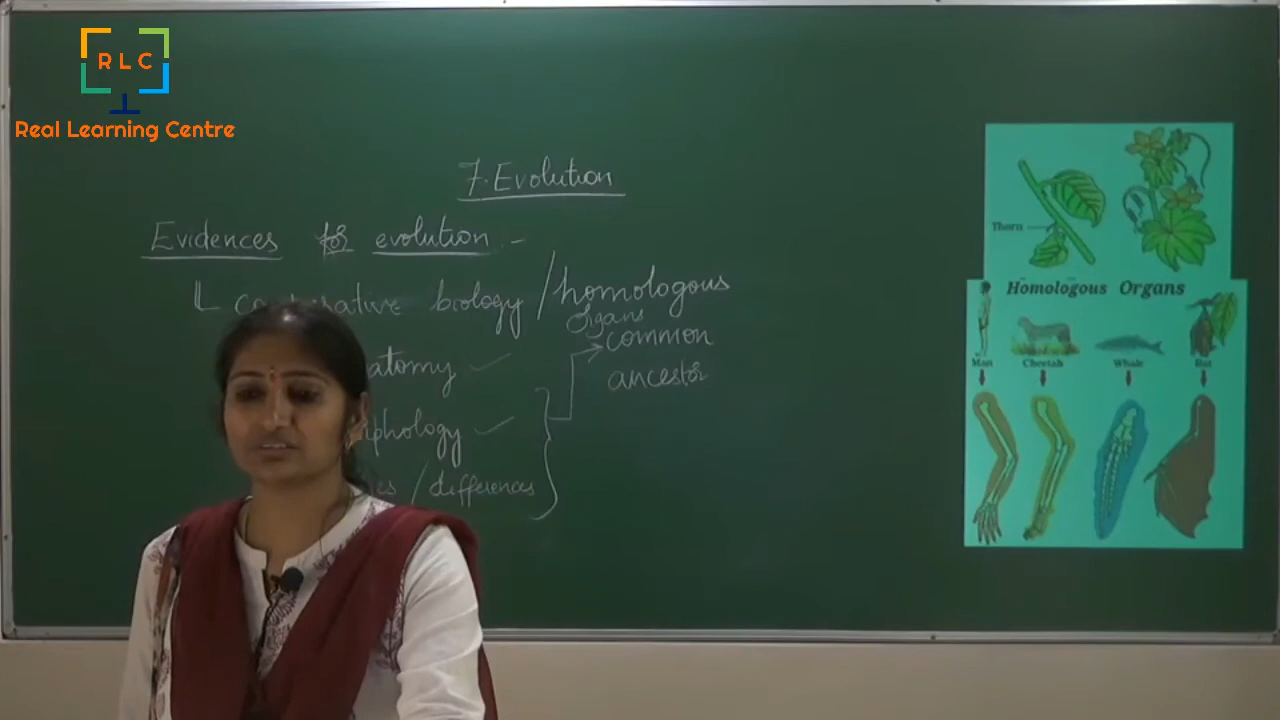 R L C
Real Learning Centre
7. Evolution
Evidences for evolution -
biology / homologous
organs
common
ancestor
/ differences
Thorn
Homologous Organs
Man Cheetah Whale Bat